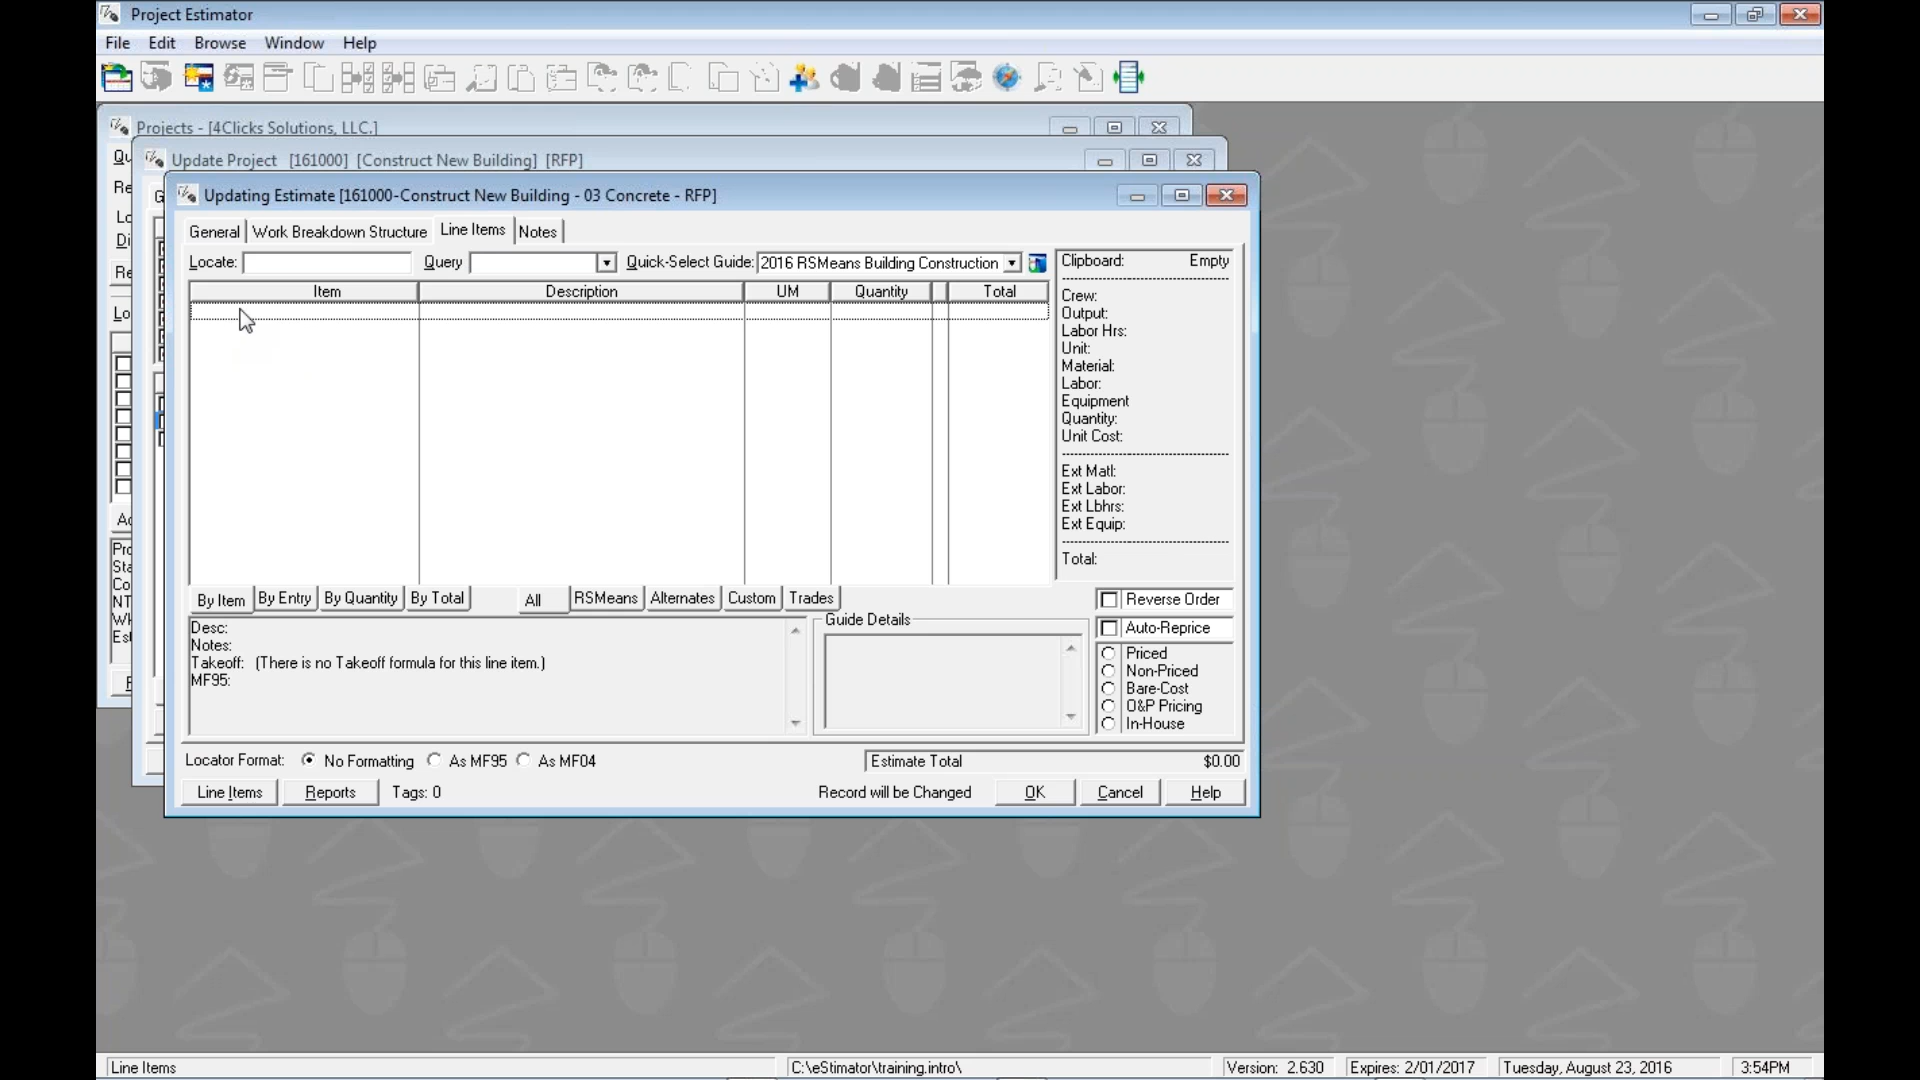 Project Estimator
File Edit Browse Window Help
Projects - [4Clicks Solutions, LLC.]
Update Project [161000] [Construct New Building] [RFP]
Updating Estimate [161000-Construct New Building - 03 Concrete - RFP]
General Work Breakdown Structure Line Items Notes
Locate: Query Quick-Select Guide: 2016 RSMeans Building Construction
Item Description UM Quantity Total
Clipboard: Empty
Crew:
Output:
Labor Hrs:
Unit:
Material:
Labor:
Equipment
Quantity:
Unit Cost:
Ext Matl:
Ext Labor:
Ext Lbhrs:
Ext Equip:
Total:
By Item By Entry By Quantity By Total All RSMeans Alternates Custom Trades
Reverse Order
Auto-Reprice
Priced
Non-Priced
Bare-Cost
O&P Pricing
In-House
Desc:
Notes:
Takeoff: (There is no Takeoff formula for this line item.)
MF95:
Guide Details
Locator Format: No Formatting As MF95 As MF04
Estimate Total $0.00
Line Items Reports Tags: 0 Record will be Changed OK Cancel Help
Line Items C:\eStimator\training.intro\ Version: 2.630 Expires: 2/01/2017 Tuesday, August 23, 2016 3:54PM